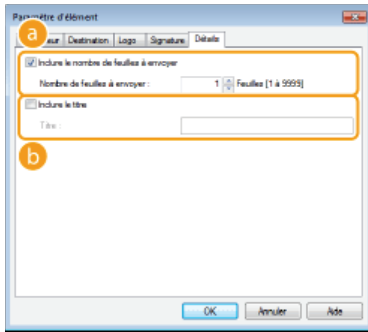 Paramètre d'élément
a
eur Destination Logo Signature Détails
Inclure le nombre de feuilles à envoyer
Nombre de feuilles à envoyer : 1 Feuilles [1 à 9999]
Inclure le titre
Titre :
b
OK Annuler Aide